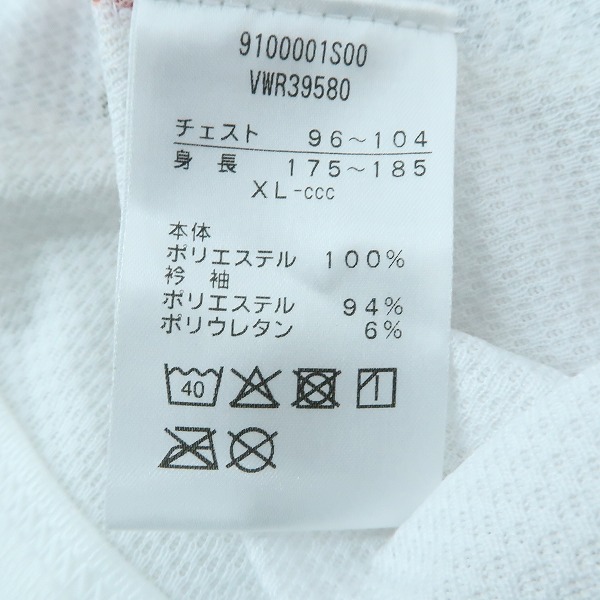 9100001S00
VWR39580
チェスト 96～104
身長 175～185
XL-ccc
本体
ポリエステル 100%
衿 袖
ポリエステル 94%
ポリウレタン 6%
40